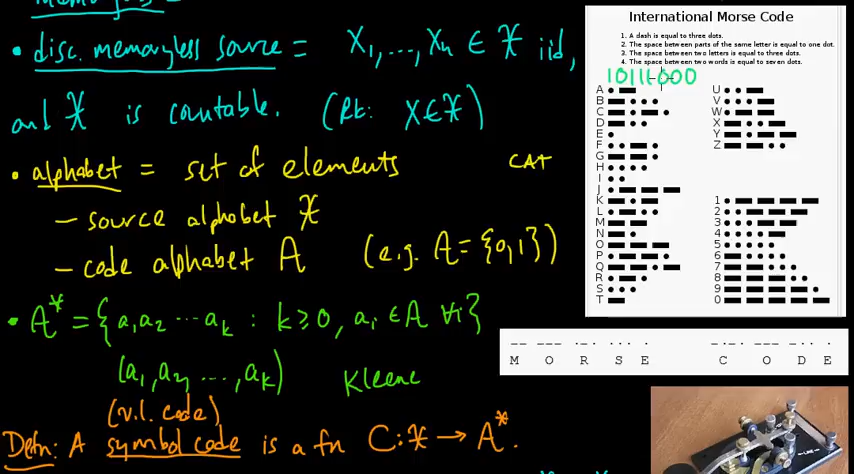 • disc. memoryless source = X₁, ..., Xₙ ∈ 𝒳 iid,
and 𝒳 is countable. (RK: X∈𝒳)
• alphabet = set of elements
CAT
– source alphabet 𝒳
– code alphabet A (e.g. A = {0,1})
• A* = {a₁a₂ ... aₖ : k ≥ 0, aᵢ ∈ A ∀i}
(a₁, a₂, ..., aₖ) Kleene
(v.l. code)
Defn: A symbol code is a fn C: 𝒳 → A*.
International Morse Code
1. A dash is equal to three dots.
2. The space between parts of the same letter is equal to one dot.
3. The space between two letters is equal to three dots.
4. The space between two words is equal to seven dots.
10111000
A ● ▬
B ▬ ● ● ●
C ▬ ● ▬ ●
D ▬ ● ●
E ●
F ● ● ▬ ●
G ▬ ▬ ●
H ● ● ● ●
I ● ●
J ● ▬ ▬ ▬
K ▬ ● ▬
L ● ▬ ● ●
M ▬ ▬
N ▬ ●
O ▬ ▬ ▬
P ● ▬ ▬ ●
Q ▬ ▬ ● ▬
R ● ▬ ●
S ● ● ●
T ▬
U ● ● ▬
V ● ● ● ▬
W ● ▬ ▬
X ▬ ● ● ▬
Y ▬ ● ▬ ▬
Z ▬ ▬ ● ●
1 ● ▬ ▬ ▬ ▬
2 ● ● ▬ ▬ ▬
3 ● ● ● ▬ ▬
4 ● ● ● ● ▬
5 ● ● ● ● ●
6 ▬ ● ● ● ●
7 ▬ ▬ ● ● ●
8 ▬ ▬ ▬ ● ●
9 ▬ ▬ ▬ ▬ ●
0 ▬ ▬ ▬ ▬ ▬
-- --- ·-· ··· · -·-· --- -·· ·
M O R S E C O D E